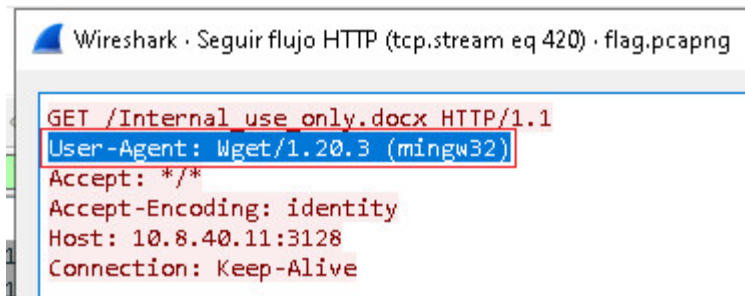 Wireshark · Seguir flujo HTTP (tcp.stream eq 420) · flag.pcapng
GET /Internal_use_only.docx HTTP/1.1
User-Agent: Wget/1.20.3 (mingw32)
Accept: */*
Accept-Encoding: identity
Host: 10.8.40.11:3128
Connection: Keep-Alive